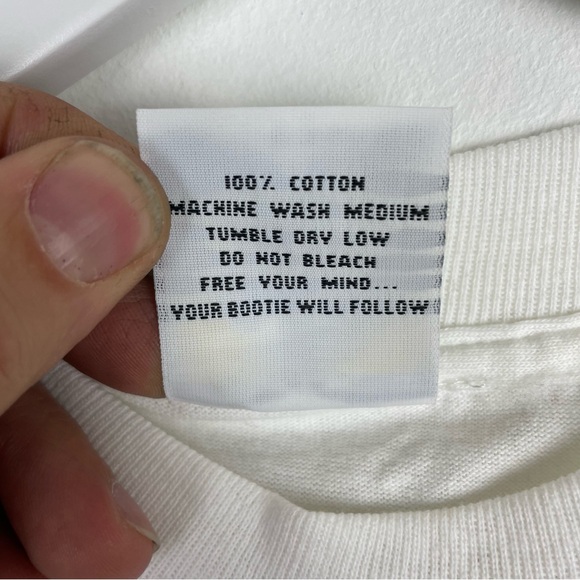 100% COTTON
MACHINE WASH MEDIUM
TUMBLE DRY LOW
DO NOT BLEACH
FREE YOUR MIND...
YOUR BOOTIE WILL FOLLOW